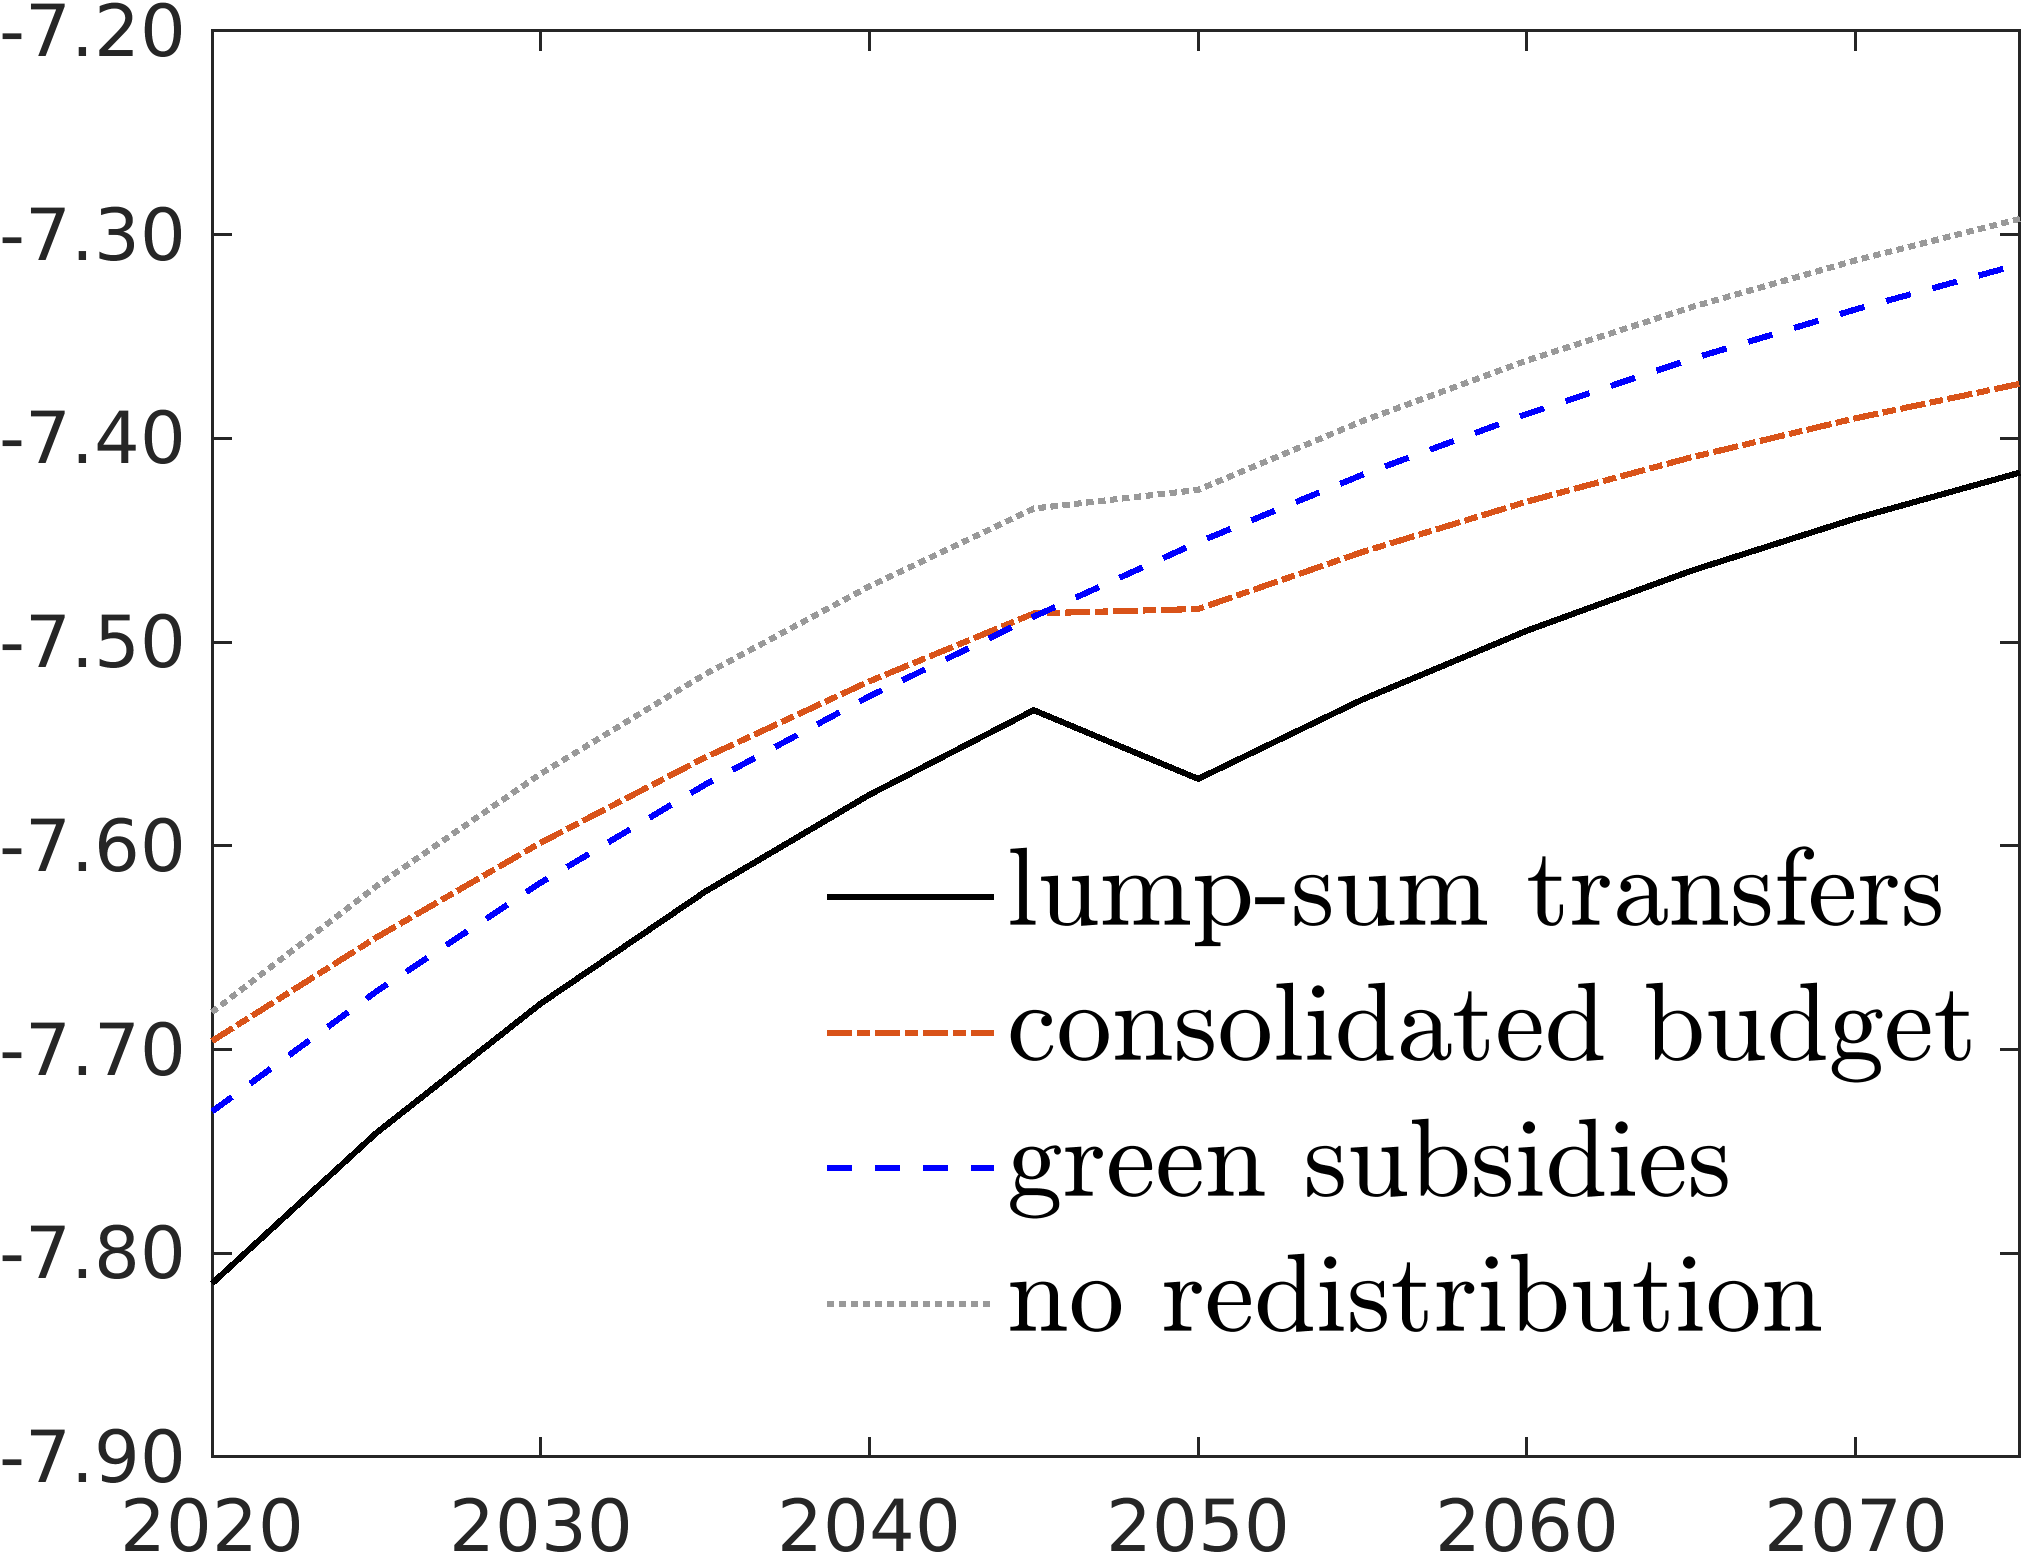 -7.20
-7.30
-7.40
-7.50
-7.60
-7.70
-7.80
-7.90
lump-sum transfers
consolidated budget
green subsidies
no redistribution
2020 2030 2040 2050 2060 2070